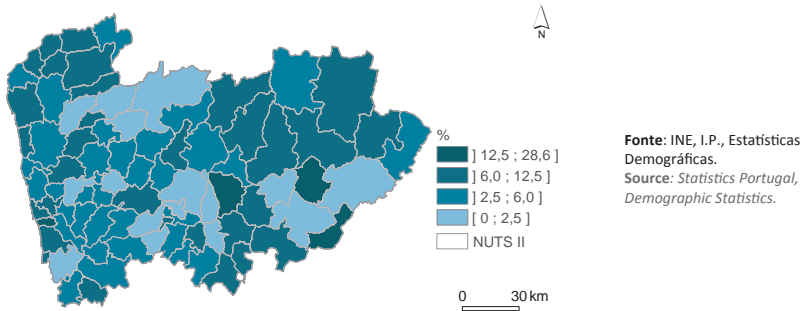 N
%
] 12,5 ; 28,6 ]
] 6,0 ; 12,5 ]
] 2,5 ; 6,0 ]
[ 0 ; 2,5 ]
NUTS II
0 30 km
Fonte: INE, I.P., Estatísticas
Demográficas.
Source: Statistics Portugal,
Demographic Statistics.